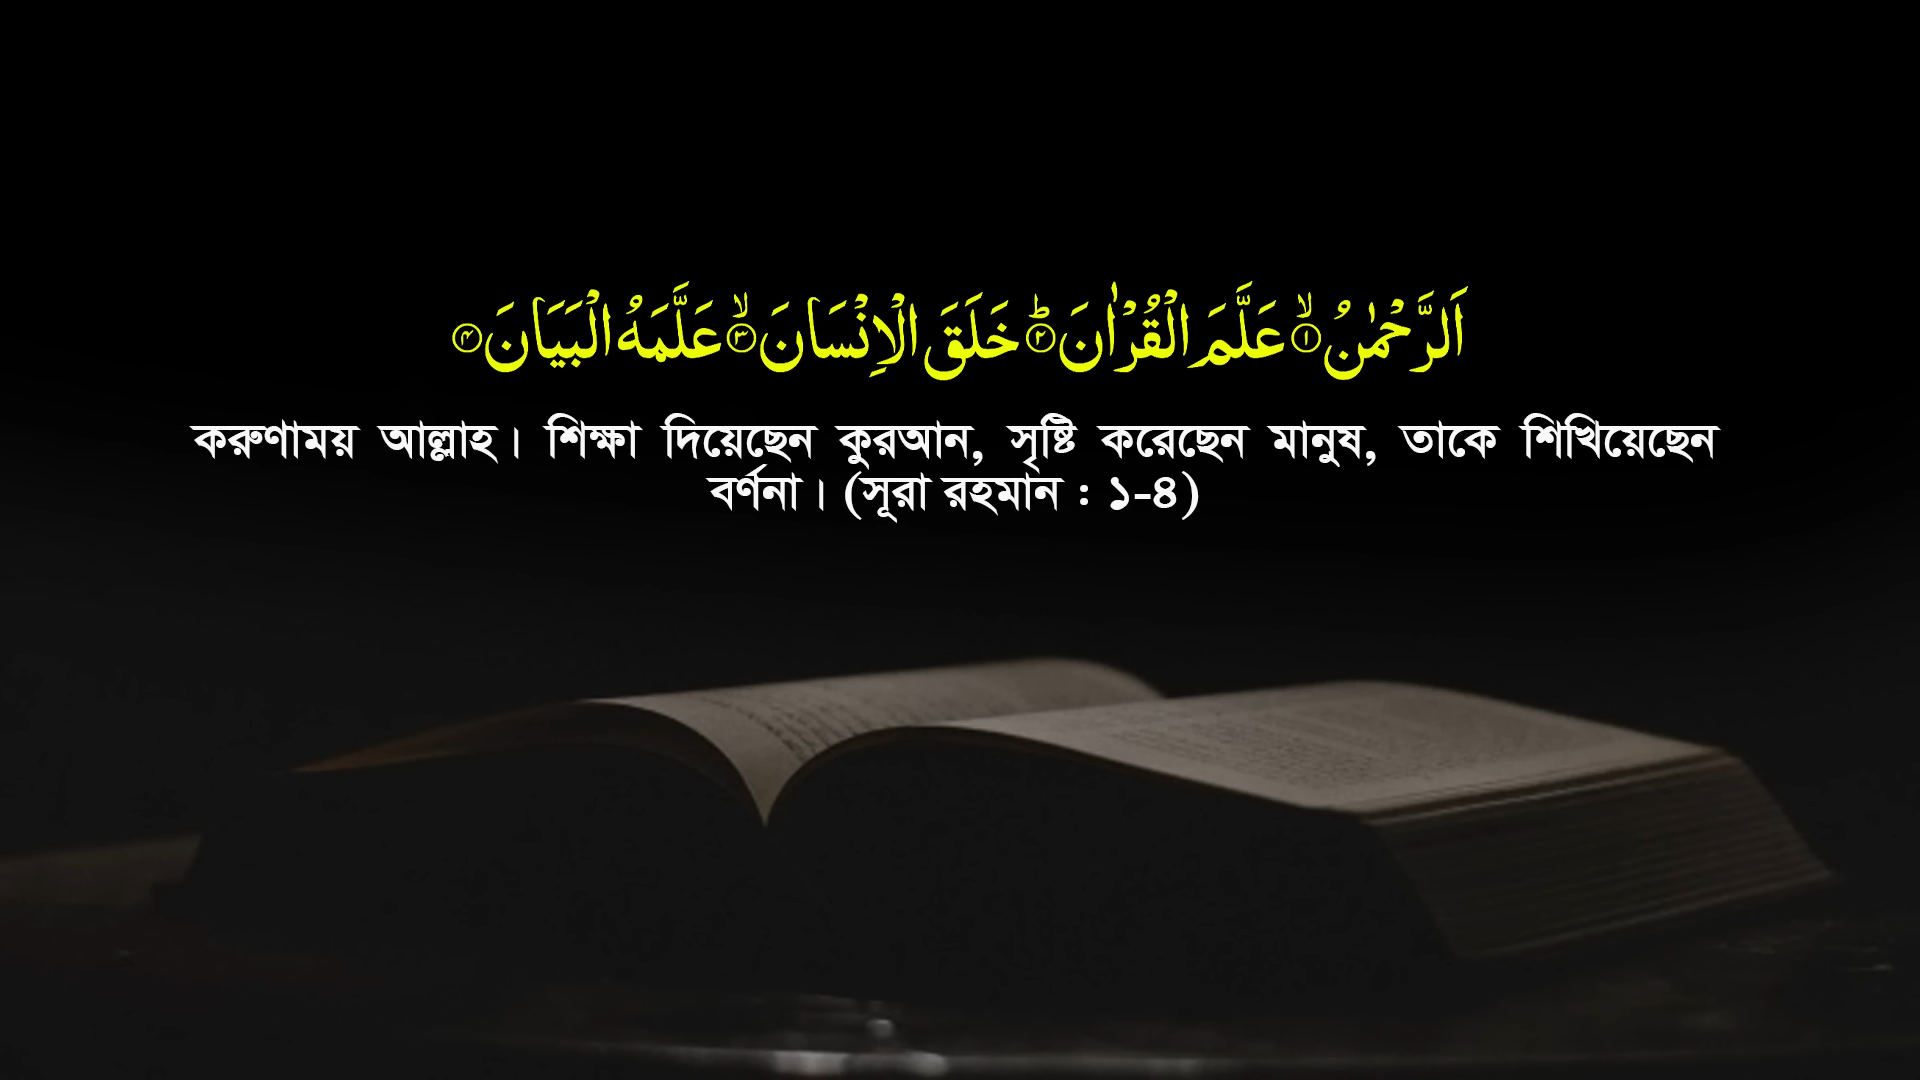 اَلرَّحْمٰنُ ۙ﴿۱﴾ عَلَّمَ الْقُرْاٰنَ ؕ﴿۲﴾ خَلَقَ الْاِنْسَانَ ۙ﴿۳﴾ عَلَّمَهُ الْبَیَانَ ﴿۴﴾
করুণাময় আল্লাহ। শিক্ষা দিয়েছেন কুরআন, সৃষ্টি করেছেন মানুষ, তাকে শিখিয়েছেন
বর্ণনা। (সূরা রহমান : ১-৪)